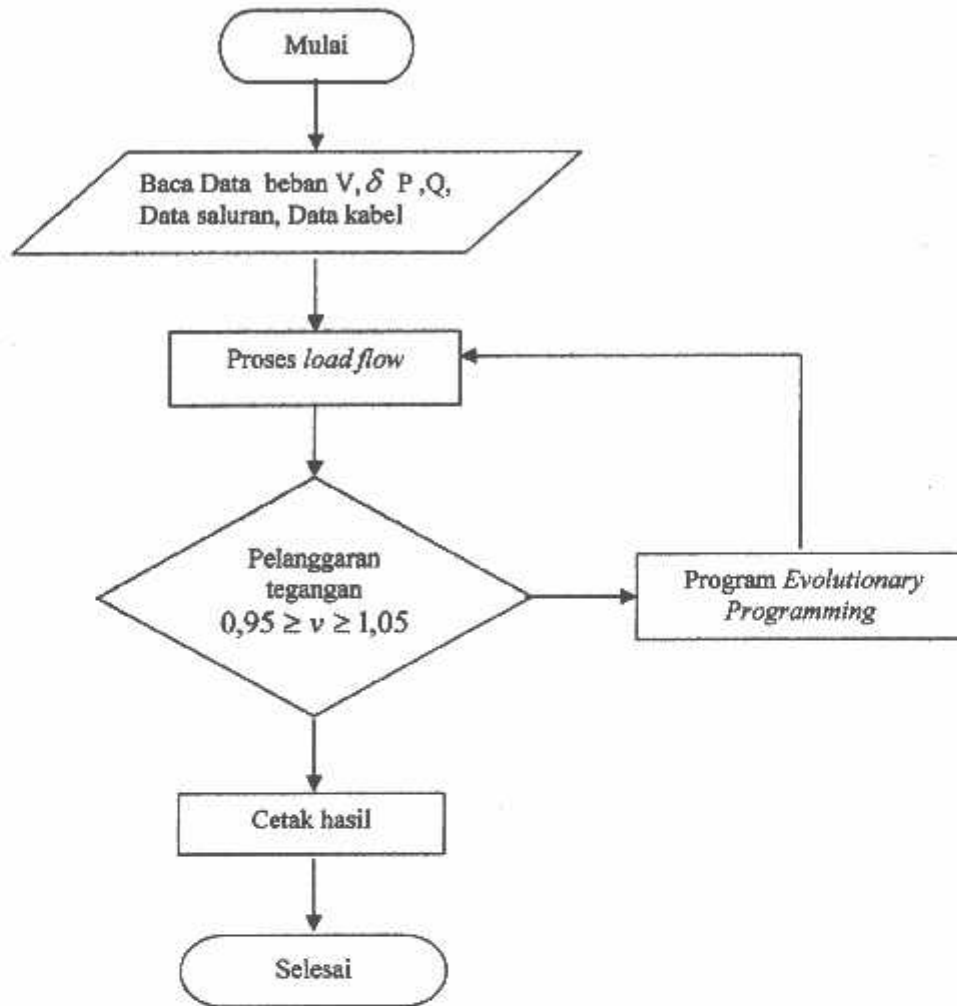 Mulai
Baca Data beban V, δ P ,Q,
Data saluran, Data kabel
Proses load flow
Pelanggaran
tegangan
0,95 ≥ v ≥ 1,05
Program Evolutionary
Programming
Cetak hasil
Selesai